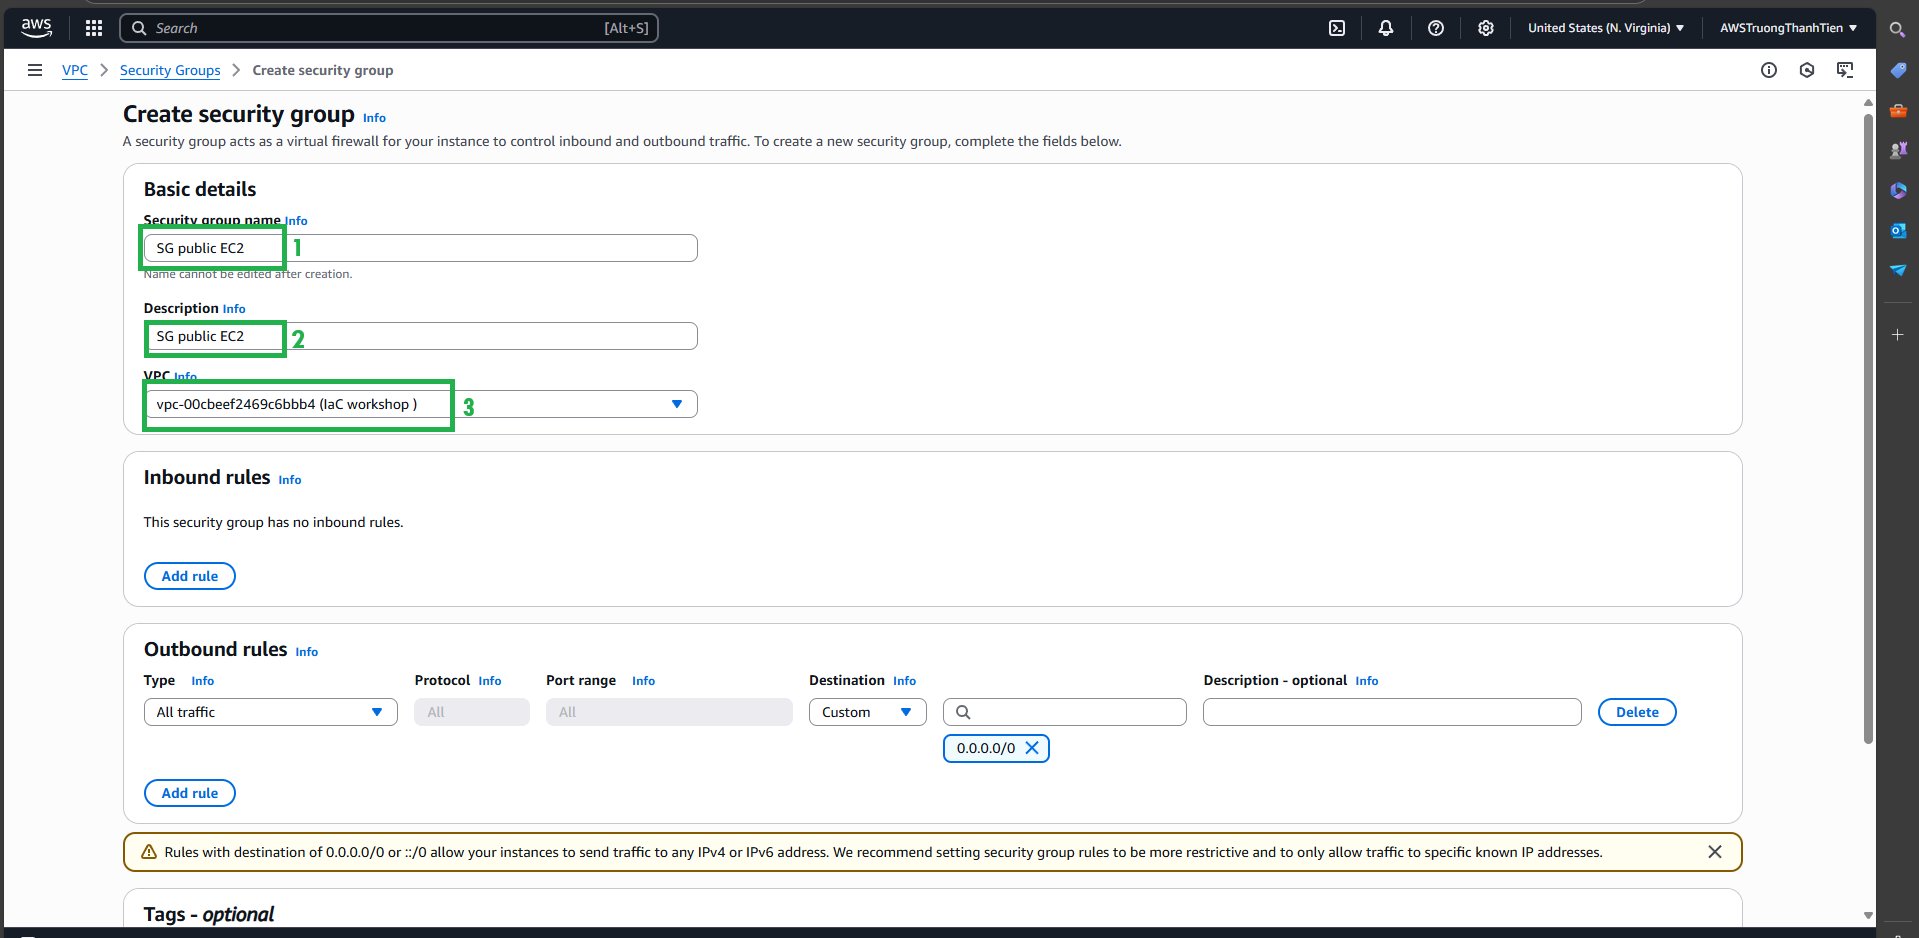 aws Search [Alt+S] United States (N. Virginia) AWSTruongThanhTien
VPC Security Groups Create security group
Create security group Info
A security group acts as a virtual firewall for your instance to control inbound and outbound traffic. To create a new security group, complete the fields below.
Basic details
Security group name Info
SG public EC2 1
Name cannot be edited after creation.
Description Info
SG public EC2 2
VPC Info
vpc-00cbeef2469c6bbb4 (IaC workshop ) 3
Inbound rules Info
This security group has no inbound rules.
Add rule
Outbound rules Info
Type Info Protocol Info Port range Info Destination Info Description - optional Info
All traffic All All Custom Delete
0.0.0.0/0
Add rule
Rules with destination of 0.0.0.0/0 or ::/0 allow your instances to send traffic to any IPv4 or IPv6 address. We recommend setting security group rules to be more restrictive and to only allow traffic to specific known IP addresses.
Tags - optional